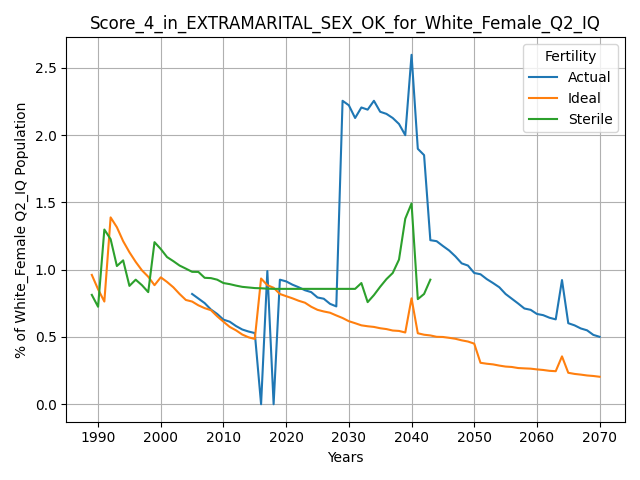 Score_4_in_EXTRAMARITAL_SEX_OK_for_White_Female_Q2_IQ
Fertility
Actual
Ideal
Sterile
% of White_Female Q2_IQ Population
2.5
2.0
1.5
1.0
0.5
0.0
1990 2000 2010 2020 2030 2040 2050 2060 2070
Years